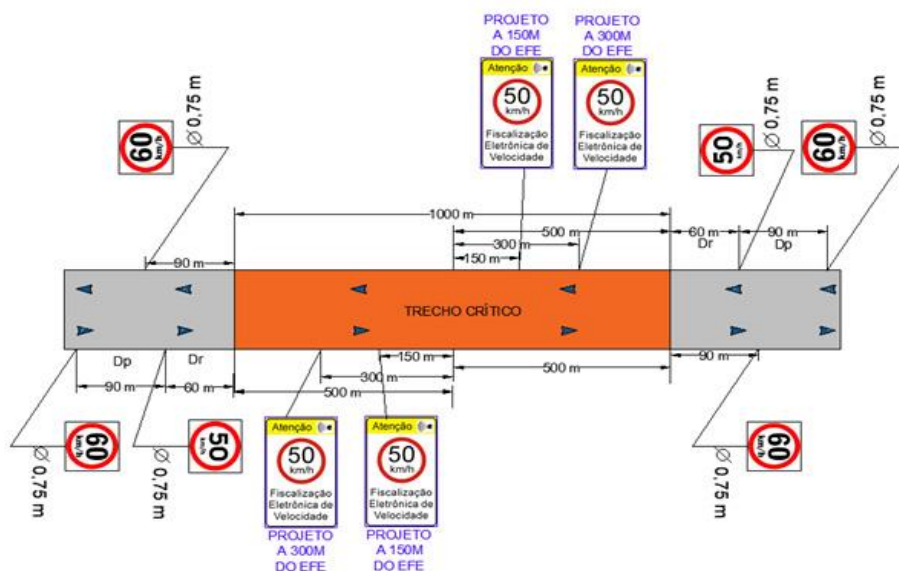 PROJETO
A 150M
DO EFE
PROJETO
A 300M
DO EFE
Atenção
50
km/h
Fiscalização
Eletrônica de
Velocidade
Atenção
50
km/h
Fiscalização
Eletrônica de
Velocidade
60
km/h
Ø 0,75 m
50
km/h
Ø 0,75 m
60
km/h
Ø 0,75 m
1000 m
500 m
300 m
150 m
60 m
Dr
90 m
Dp
90 m
TRECHO CRÍTICO
Dp
90 m
Dr
60 m
150 m
300 m
500 m
500 m
90 m
60
km/h
Ø 0,75 m
50
km/h
Ø 0,75 m
Atenção
50
km/h
Fiscalização
Eletrônica de
Velocidade
PROJETO
A 300M
DO EFE
Atenção
50
km/h
Fiscalização
Eletrônica de
Velocidade
PROJETO
A 150M
DO EFE
Ø 0,75 m
60
km/h